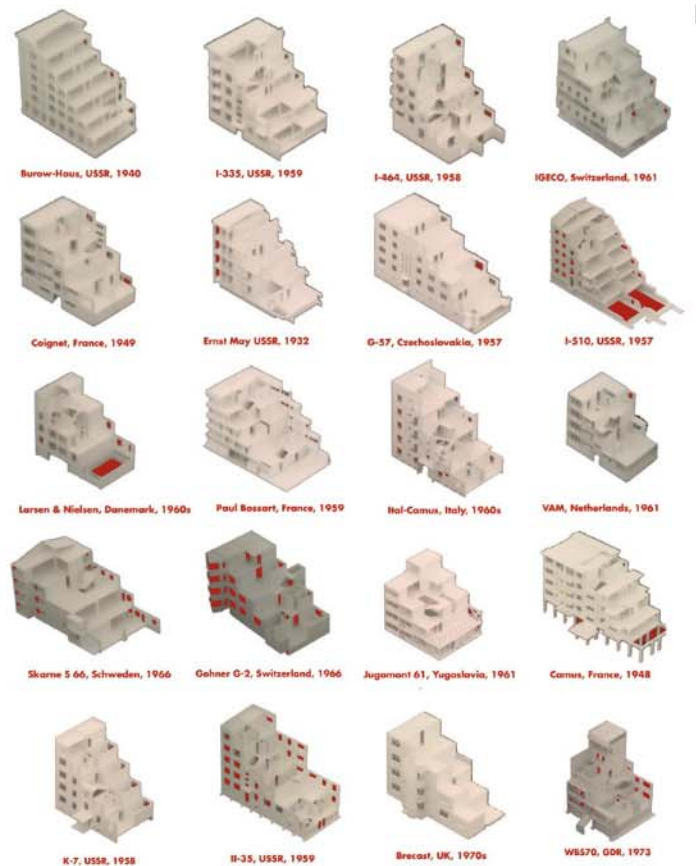 Burow-Haus, USSR, 1940
I-335, USSR, 1959
I-464, USSR, 1958
IGECO, Switzerland, 1961
Coignet, France, 1949
Ernst May USSR, 1932
G-57, Czechoslovakia, 1957
I-510, USSR, 1957
Larsen & Nielsen, Danemark, 1960s
Paul Bossart, France, 1959
Ital-Camus, Italy, 1960s
VAM, Netherlands, 1961
Skarne S 66, Schweden, 1966
Gohner G-2, Switzerland, 1966
Jugomont 61, Yugoslavia, 1961
Camus, France, 1948
K-7, USSR, 1958
II-35, USSR, 1959
Brecast, UK, 1970s
WBS70, GDR, 1973